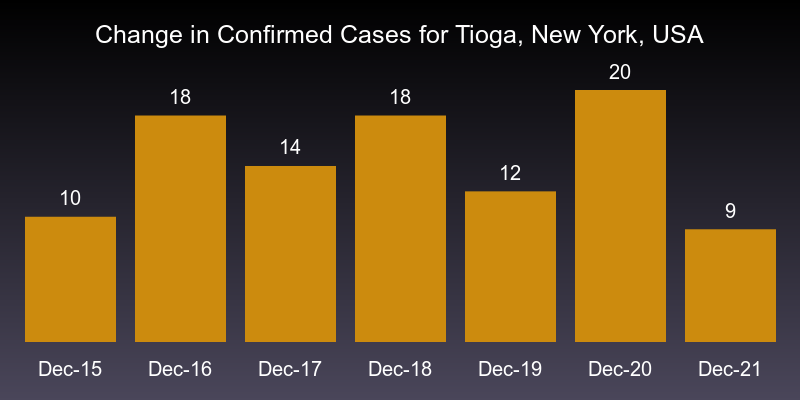 Change in Confirmed Cases for Tioga, New York, USA
10
18
14
18
12
20
9
Dec-15
Dec-16
Dec-17
Dec-18
Dec-19
Dec-20
Dec-21